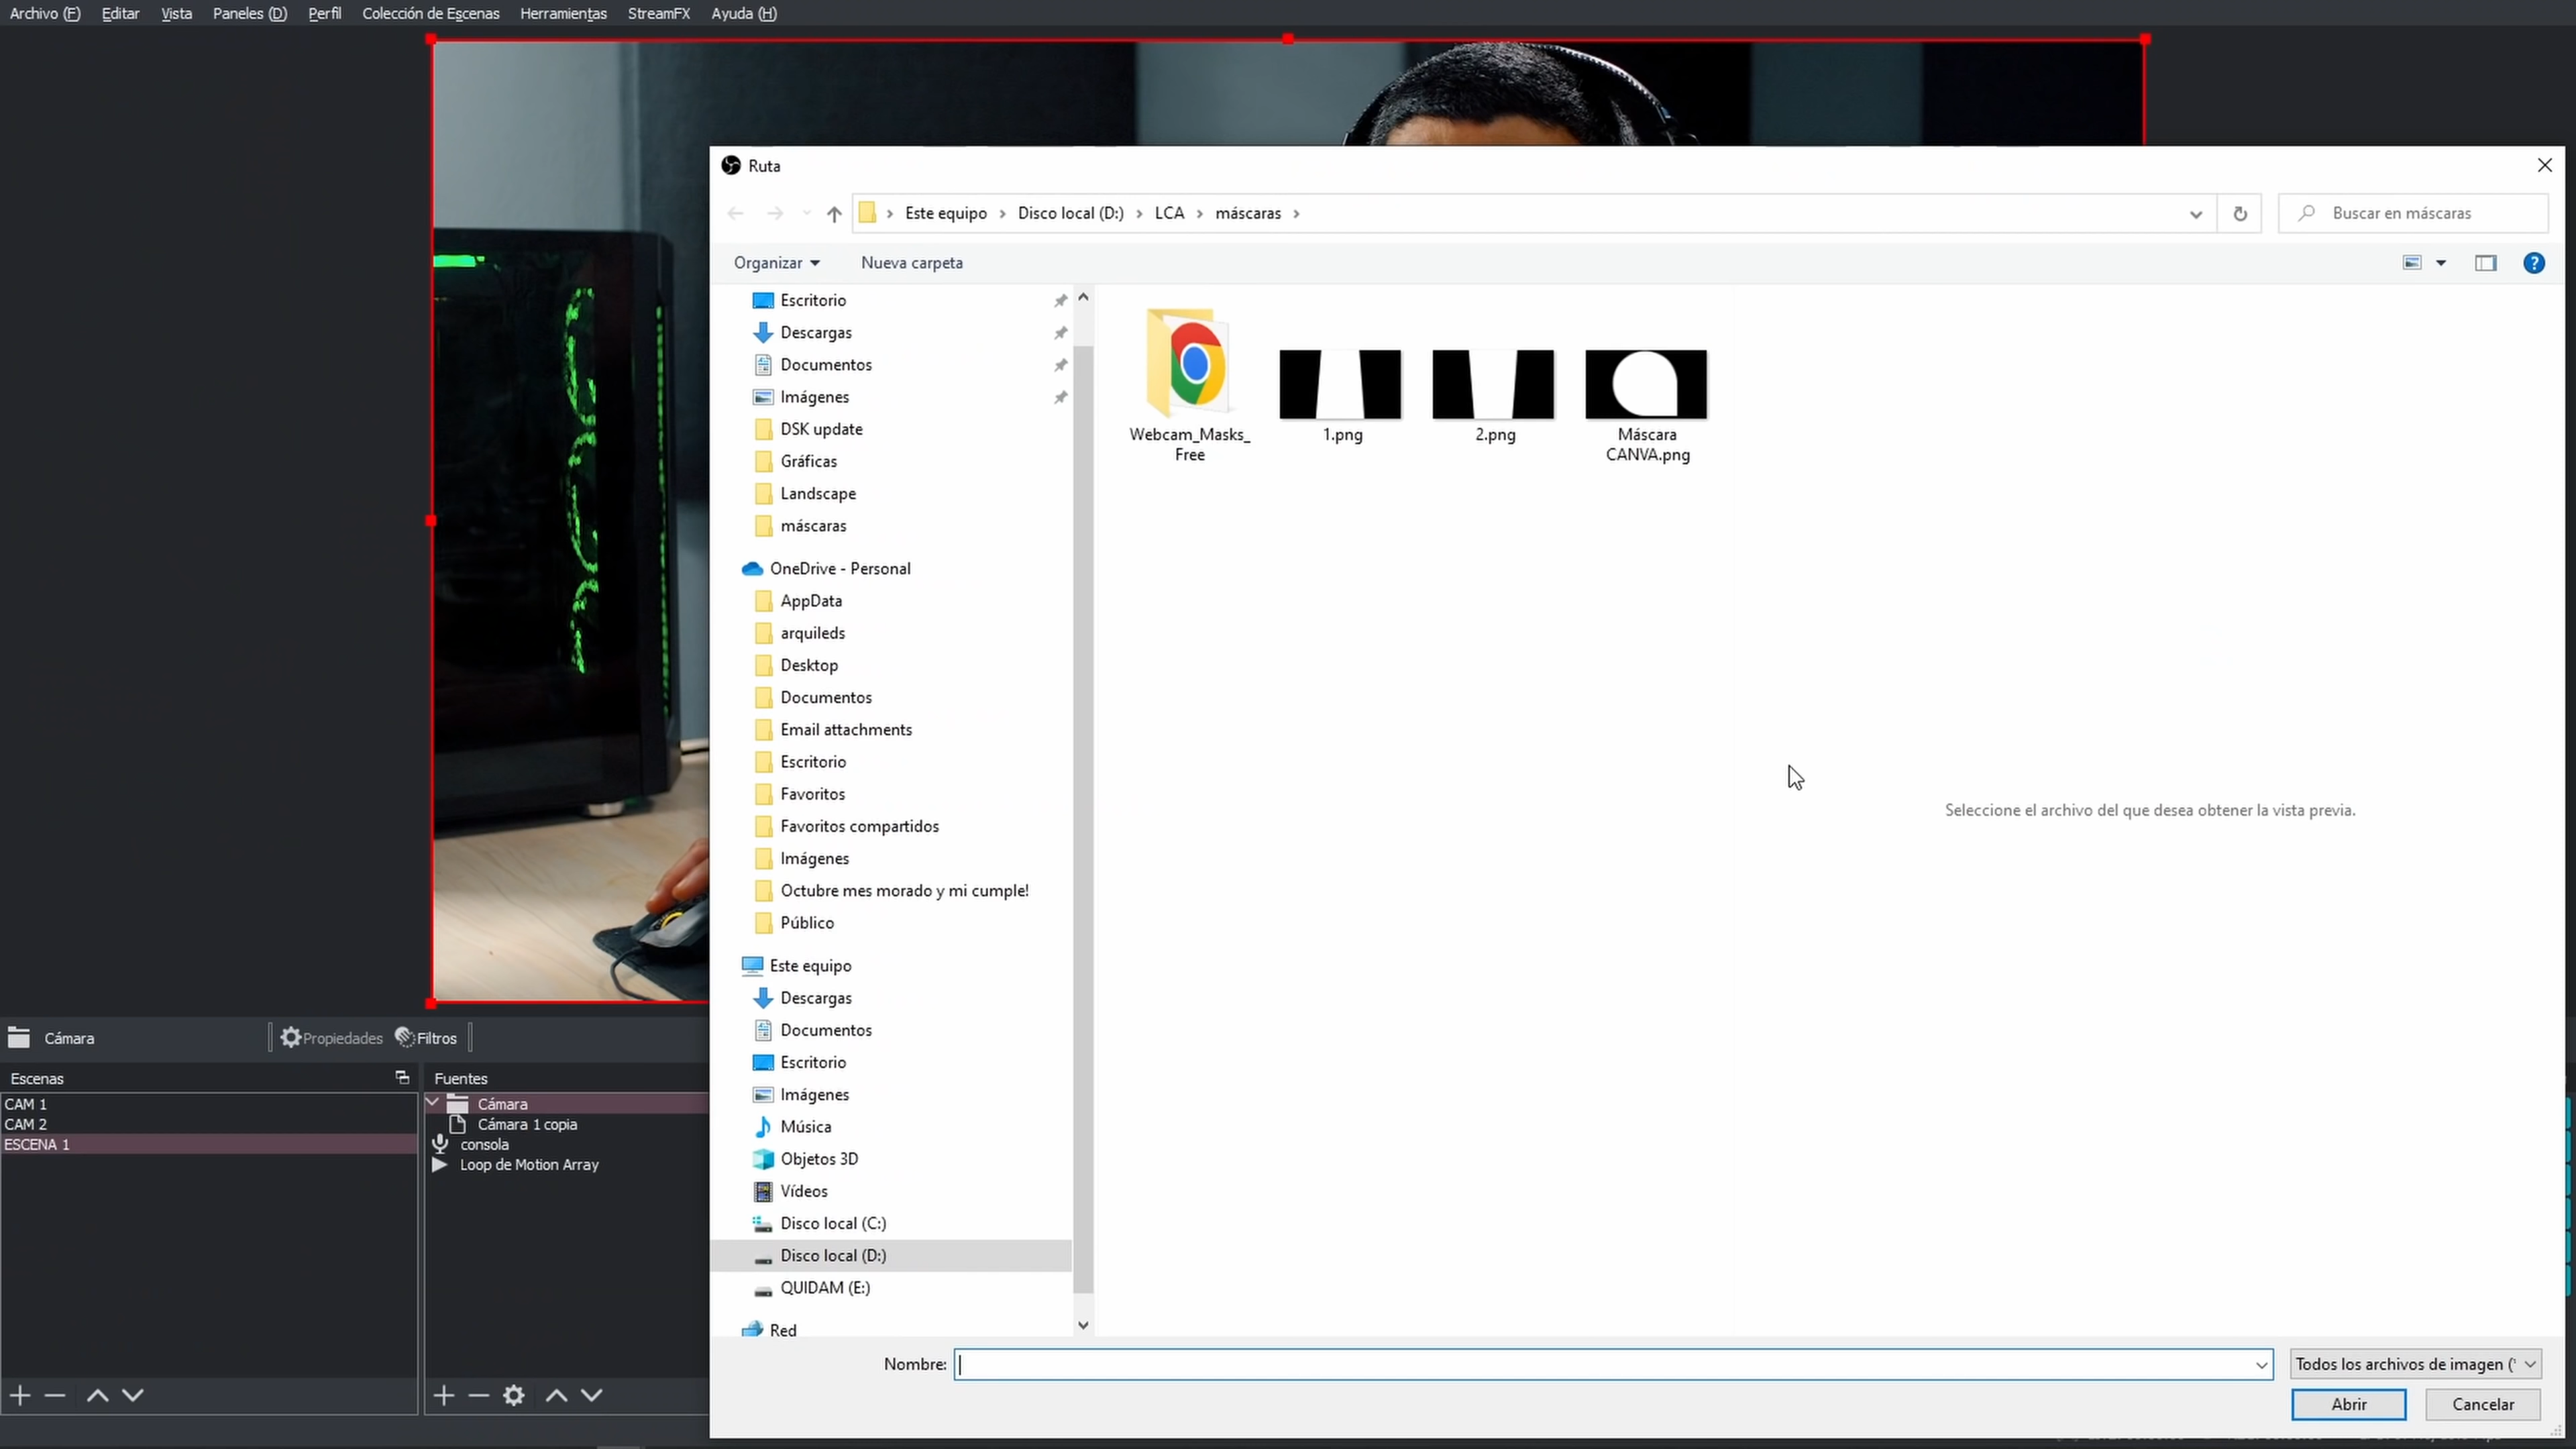 Archivo (F) Editar Vista Paneles (D) Perfil Colección de Escenas Herramientas StreamFX Ayuda (H)
Ruta
Este equipo Disco local (D:) LCA máscaras
Buscar en máscaras
Organizar Nueva carpeta
Escritorio
Descargas
Documentos
Imágenes
DSK update
Gráficas
Landscape
máscaras
OneDrive - Personal
AppData
arquileds
Desktop
Documentos
Email attachments
Escritorio
Favoritos
Favoritos compartidos
Imágenes
Octubre mes morado y mi cumple!
Público
Este equipo
Descargas
Documentos
Escritorio
Imágenes
Música
Objetos 3D
Vídeos
Disco local (C:)
Disco local (D:)
QUIDAM (E:)
Red
Webcam_Masks_
Free
1.png
2.png
Máscara
CANVA.png
Seleccione el archivo del que desea obtener la vista previa.
Nombre:
Todos los archivos de imagen (*
Abrir Cancelar
Cámara
Propiedades Filtros
Escenas
CAM 1
CAM 2
ESCENA 1
Fuentes
Cámara
Cámara 1 copia
consola
Loop de Motion Array